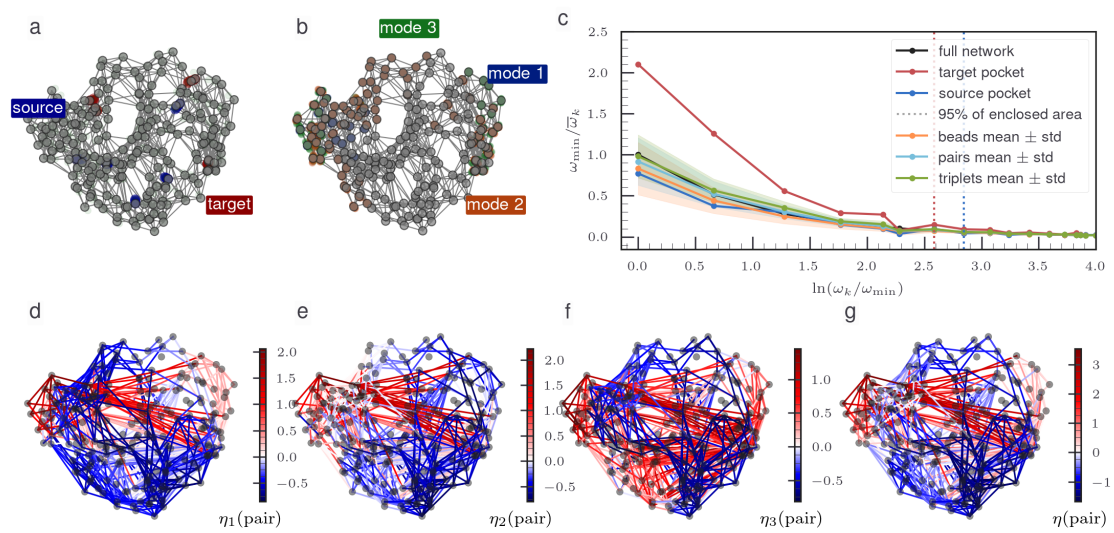 a
source
target
b
mode 3
mode 1
mode 2
c
2.5
2.0
1.5
1.0
0.5
0.0
ω_min/ω̅_k
0.0 0.5 1.0 1.5 2.0 2.5 3.0 3.5 4.0
ln(ω_k/ω_min)
full network
target pocket
source pocket
95% of enclosed area
beads mean ± std
pairs mean ± std
triplets mean ± std
d
2.0
1.5
1.0
0.5
0.0
−0.5
η₁(pair)
e
2.0
1.5
1.0
0.5
0.0
−0.5
η₂(pair)
f
1.0
0.5
0.0
−0.5
η₃(pair)
g
3
2
1
0
−1
η(pair)